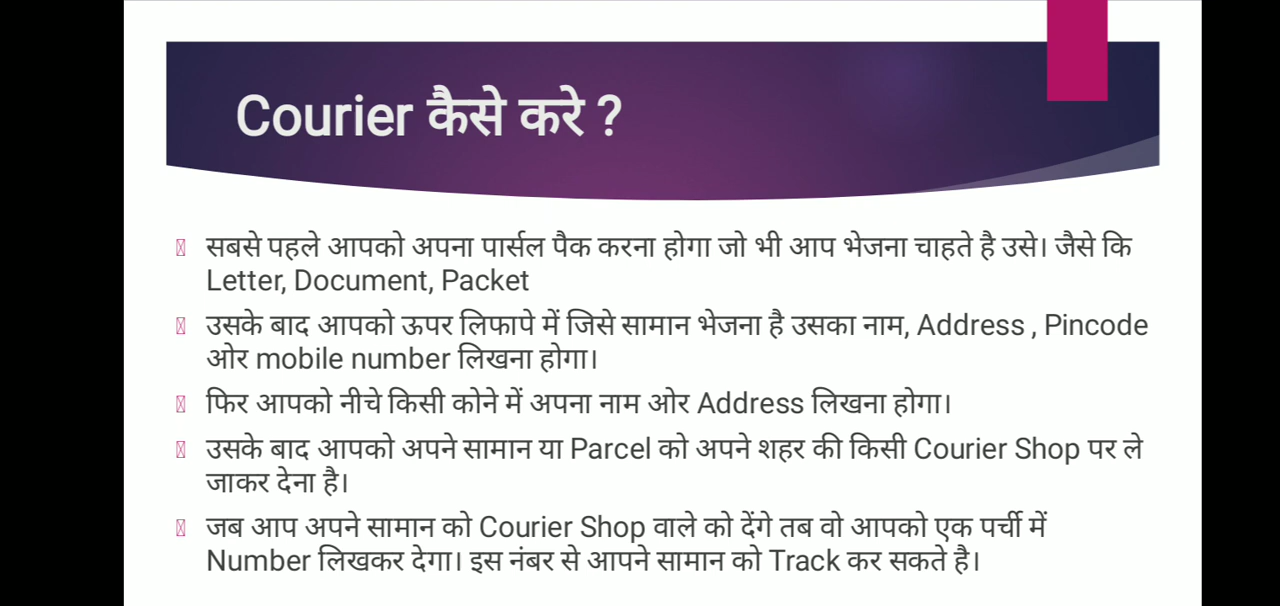 Courier कैसे करे ?
सबसे पहले आपको अपना पार्सल पैक करना होगा जो भी आप भेजना चाहते है उसे। जैसे कि
Letter, Document, Packet
उसके बाद आपको ऊपर लिफापे में जिसे सामान भेजना है उसका नाम, Address , Pincode
ओर mobile number लिखना होगा।
फिर आपको नीचे किसी कोने में अपना नाम ओर Address लिखना होगा।
उसके बाद आपको अपने सामान या Parcel को अपने शहर की किसी Courier Shop पर ले
जाकर देना है।
जब आप अपने सामान को Courier Shop वाले को देंगे तब वो आपको एक पर्ची में
Number लिखकर देगा। इस नंबर से आपने सामान को Track कर सकते है।